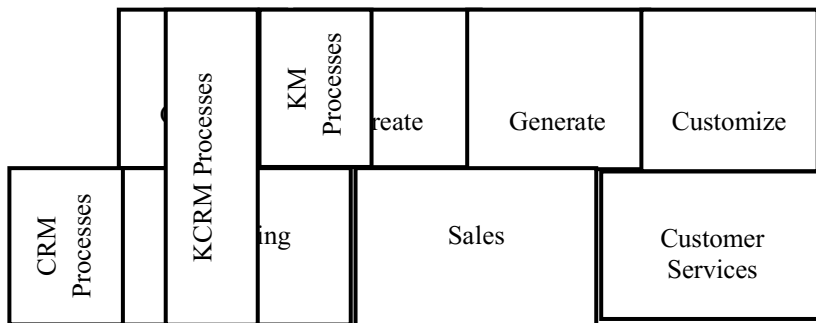 KM
Processes
reate
Generate
Customize
KCRM Processes
CRM
Processes
ing
Sales
Customer
Services